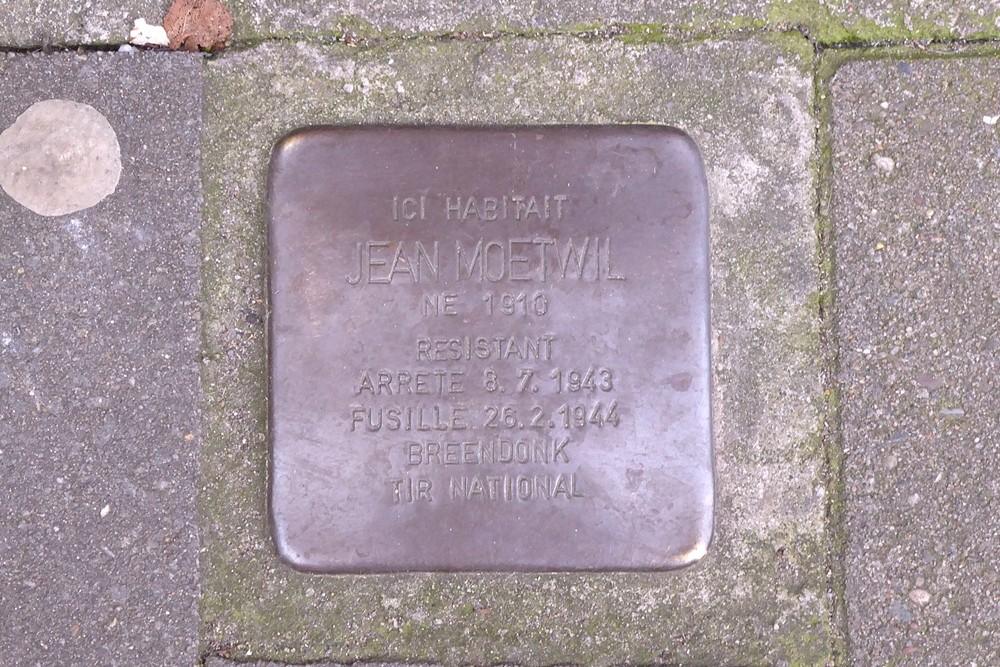 ICI HABITAIT
JEAN MOETWIL
NE 1910
RESISTANT
ARRETE 8.7.1943
FUSILLE 26.2.1944
BREENDONK
TIR NATIONAL